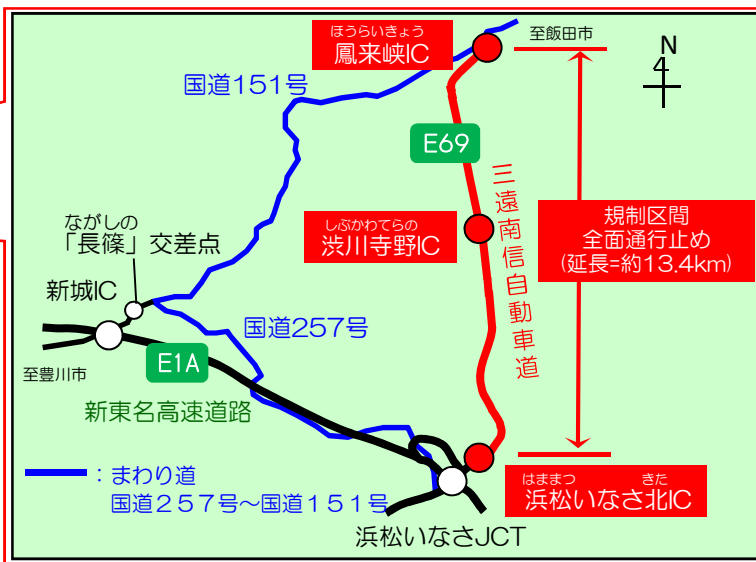 ほうらいきょう
鳳来峡IC
至飯田市
N
国道151号
E69
三遠南信自動車道
規制区間
全面通行止め
(延長=約13.4km)
しぶかわてらの
渋川寺野IC
ながしの
「長篠」交差点
新城IC
国道257号
E1A
至豊川市
新東名高速道路
:まわり道
国道257号~国道151号
はままつ きた
浜松いなさ北IC
浜松いなさJCT